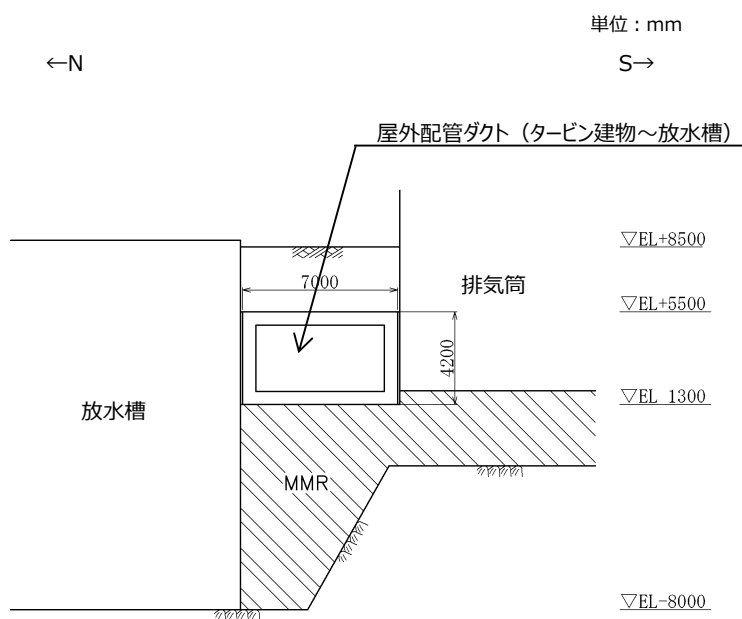 単位：mm
←N
S→
屋外配管ダクト（タービン建物～放水槽）
▽EL+8500
7000
排気筒
▽EL+5500
4200
▽EL 1300
放水槽
MMR
▽EL-8000